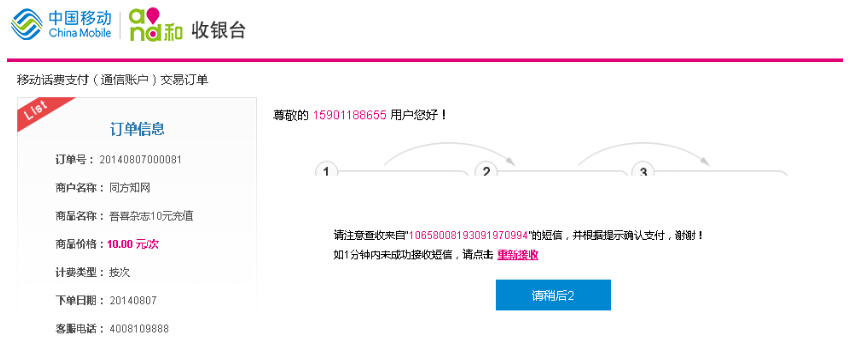 中国移动
China Mobile
and和
收银台
移动话费支付（通信账户）交易订单
List
订单信息
订单号： 20140807000081
商户名称： 同方知网
商品名称： 吾喜杂志10元充值
商品价格：10.00 元/次
计费类型： 按次
下单日期： 20140807
客服电话： 4008109888
尊敬的 15901188655 用户您好！
1
2
3
请注意查收来自"10658008193091970994"的短信，并根据提示确认支付，谢谢！
如1分钟内未成功接收短信，请点击 重新接收
请稍后2